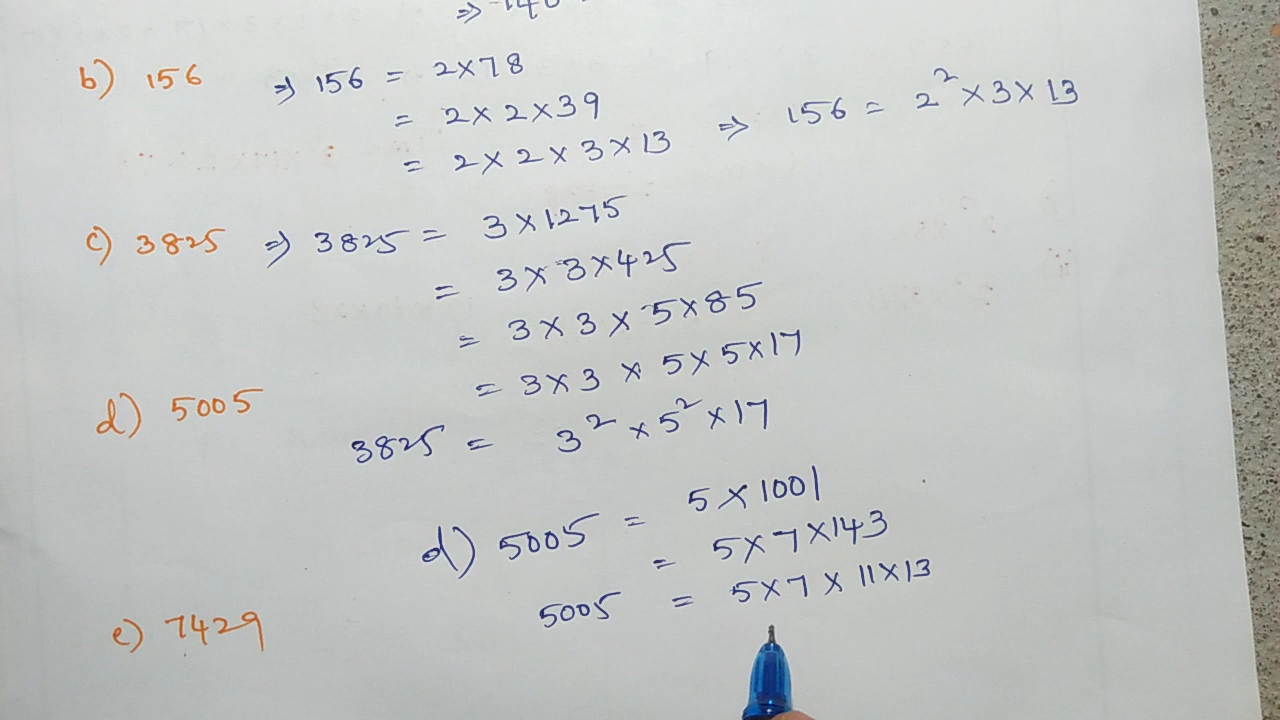 ⇒ 140
b) 156 ⇒ 156 = 2×78
= 2×2×39
= 2×2×3×13 ⇒ 156 = 2²×3×13
c) 3825 ⇒ 3825 = 3×1275
= 3×3×425
= 3×3×5×85
= 3×3×5×5×17
3825 = 3²×5²×17
d) 5005
d) 5005 = 5×1001
= 5×7×143
5005 = 5×7×11×13
e) 7429